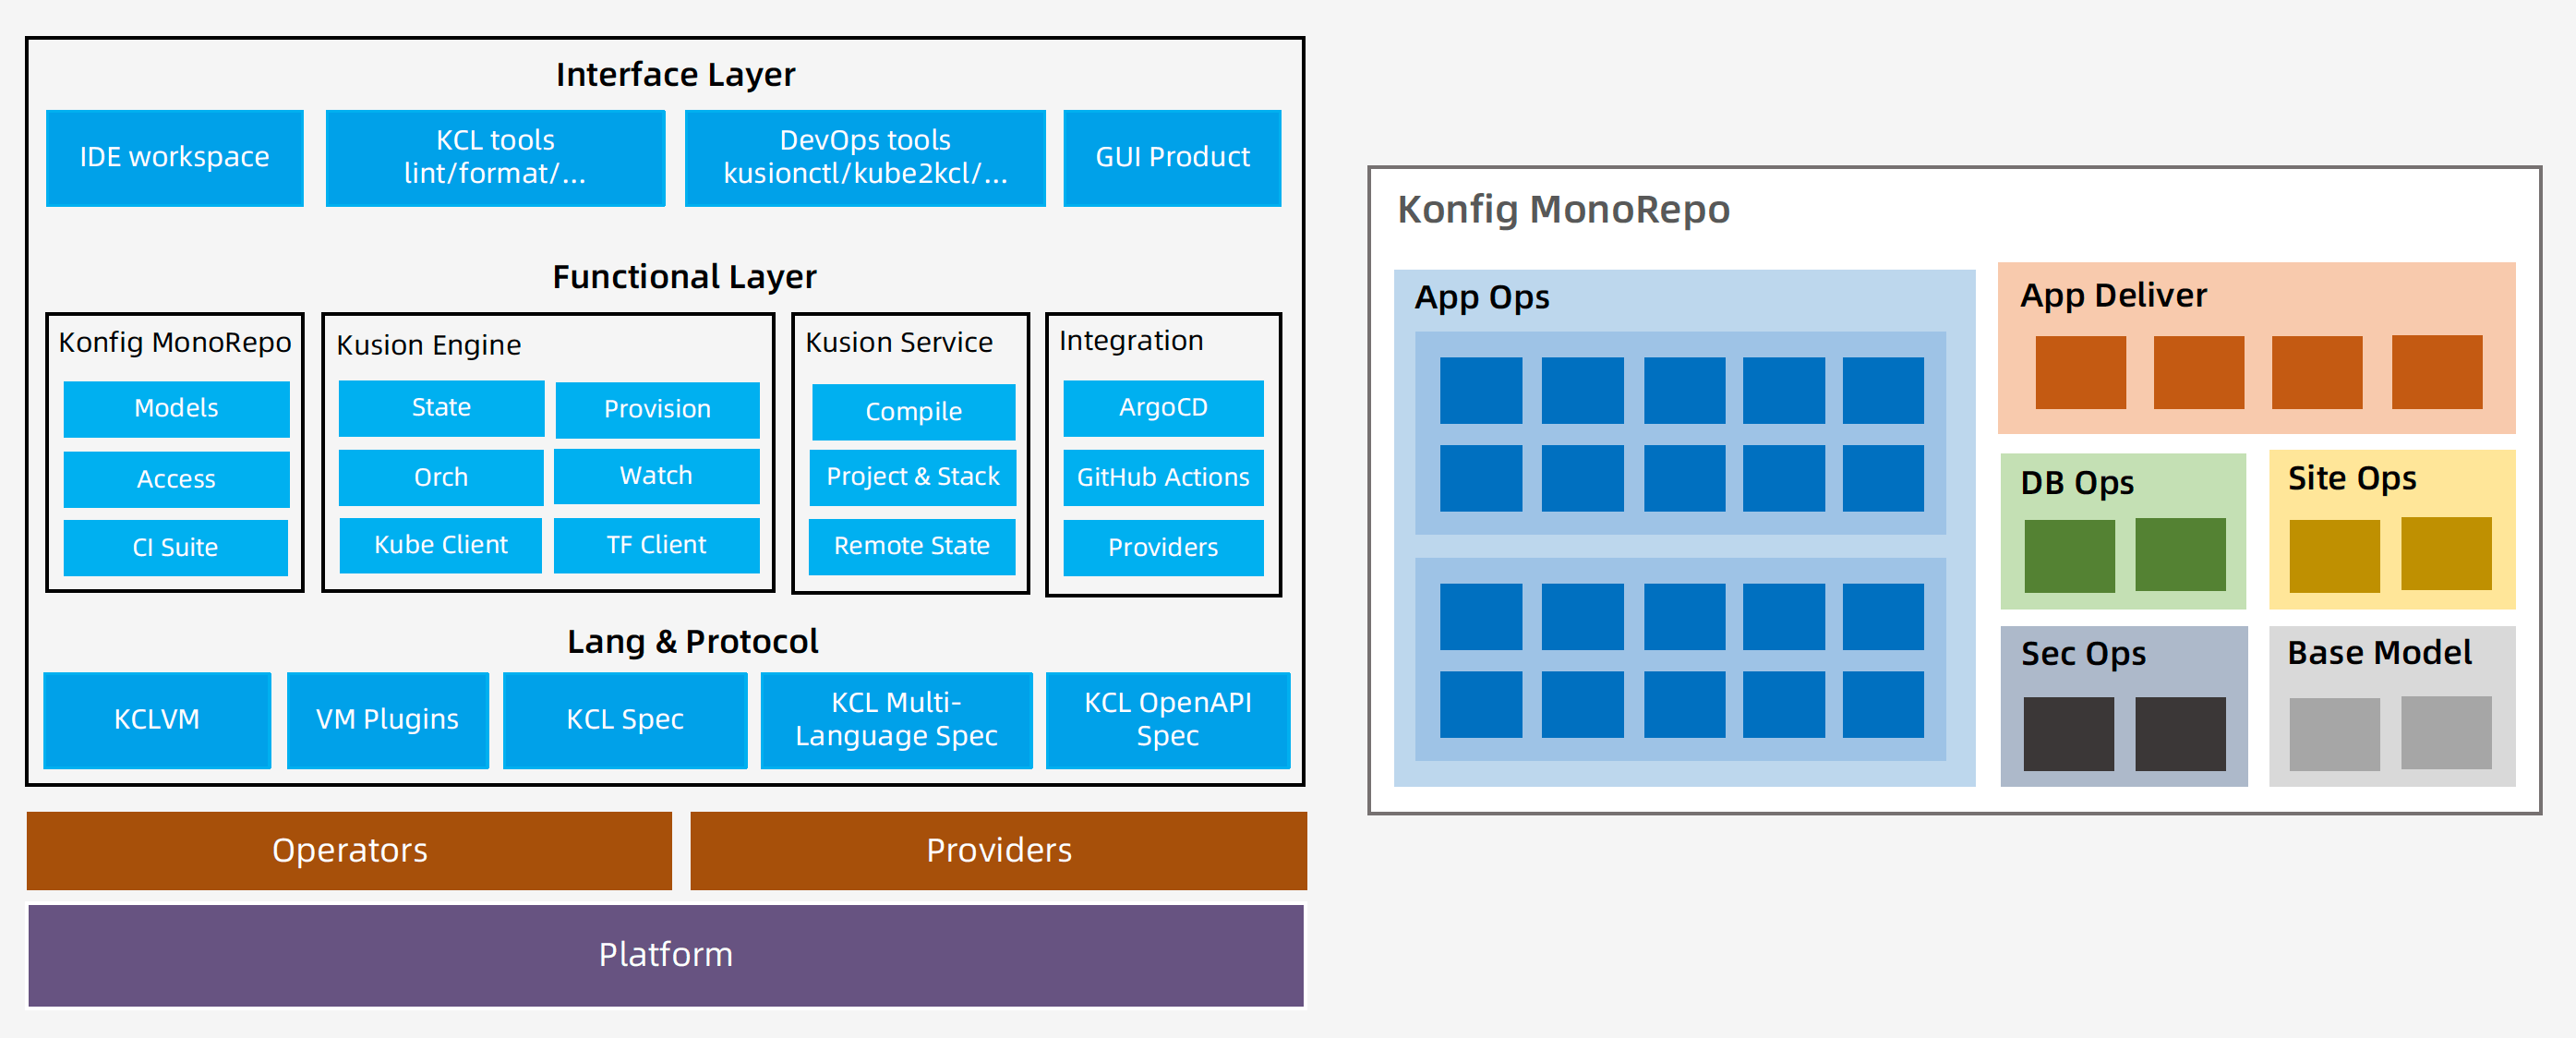 Interface Layer
IDE workspace
KCL tools
lint/format/...
DevOps tools
kusionctl/kube2kcl/...
GUI Product
Functional Layer
Konfig MonoRepo
Models
Access
CI Suite
Kusion Engine
State
Provision
Orch
Watch
Kube Client
TF Client
Kusion Service
Compile
Project & Stack
Remote State
Integration
ArgoCD
GitHub Actions
Providers
Lang & Protocol
KCLVM
VM Plugins
KCL Spec
KCL Multi-
Language Spec
KCL OpenAPI
Spec
Operators
Providers
Platform
Konfig MonoRepo
App Ops
App Deliver
DB Ops
Site Ops
Sec Ops
Base Model